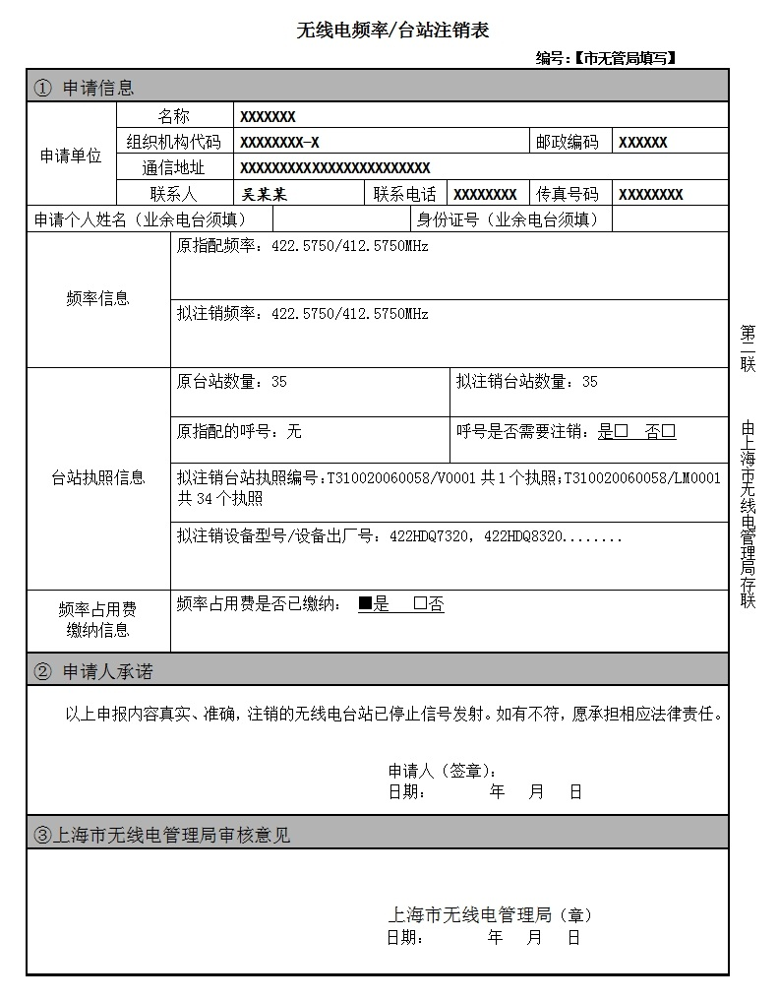 无线电频率/台站注销表
编号：【市无管局填写】
① 申请信息
申请单位
名称 XXXXXXX
组织机构代码 XXXXXXXX-X 邮政编码 XXXXXX
通信地址 XXXXXXXXXXXXXXXXXXXXXXXX
联系人 吴某某 联系电话 XXXXXXXX 传真号码 XXXXXXXX
申请个人姓名（业余电台须填） 身份证号（业余电台须填）
频率信息
原指配频率：422.5750/412.5750MHz
拟注销频率：422.5750/412.5750MHz
台站执照信息
原台站数量：35 拟注销台站数量：35
原指配的呼号：无 呼号是否需要注销：是□ 否□
拟注销台站执照编号：T310020060058/V0001 共 1 个执照；T310020060058/LM0001
共 34 个执照
拟注销设备型号/设备出厂号：422HDQ7320，422HDQ8320........
频率占用费
缴纳信息
频率占用费是否已缴纳： ■是 □否
② 申请人承诺
以上申报内容真实、准确，注销的无线电台站已停止信号发射。如有不符，愿承担相应法律责任。
申请人（签章）：
日期： 年 月 日
③上海市无线电管理局审核意见
上海市无线电管理局（章）
日期： 年 月 日
第二联 由上海市无线电管理局存联